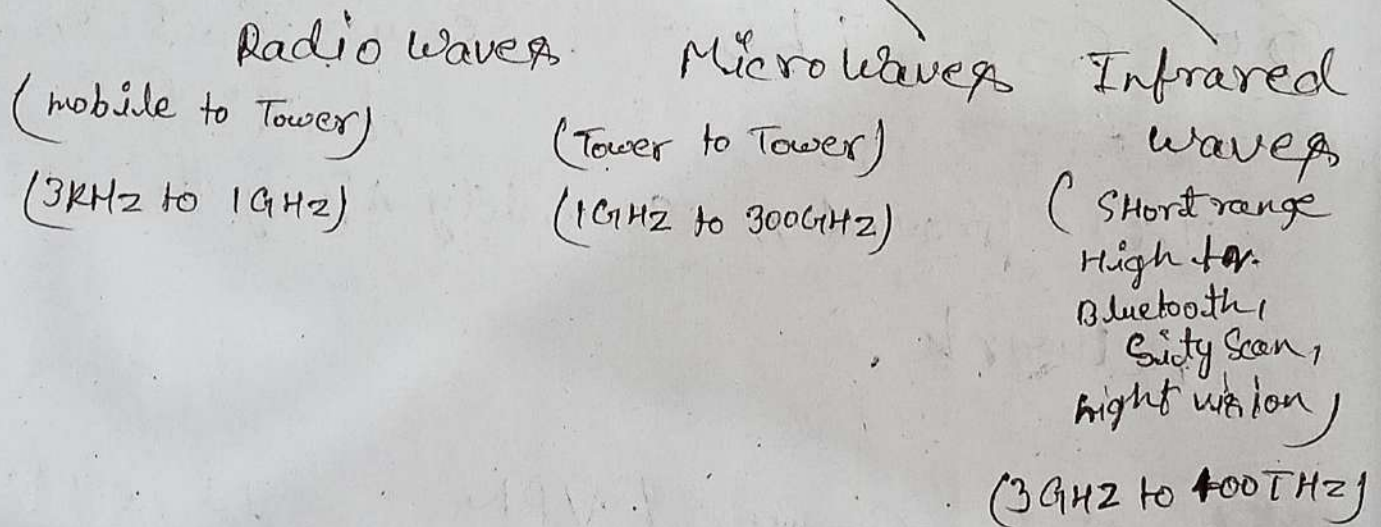 Radio Waves
(mobile to Tower)
(3KHz to 1GHz)
Microwaves
(Tower to Tower)
(1GHz to 300GHz)
Infrared
waves
(SHort range
High fr.
Bluetooth,
Scan,
night vision)
(3GHZ to 400THz)